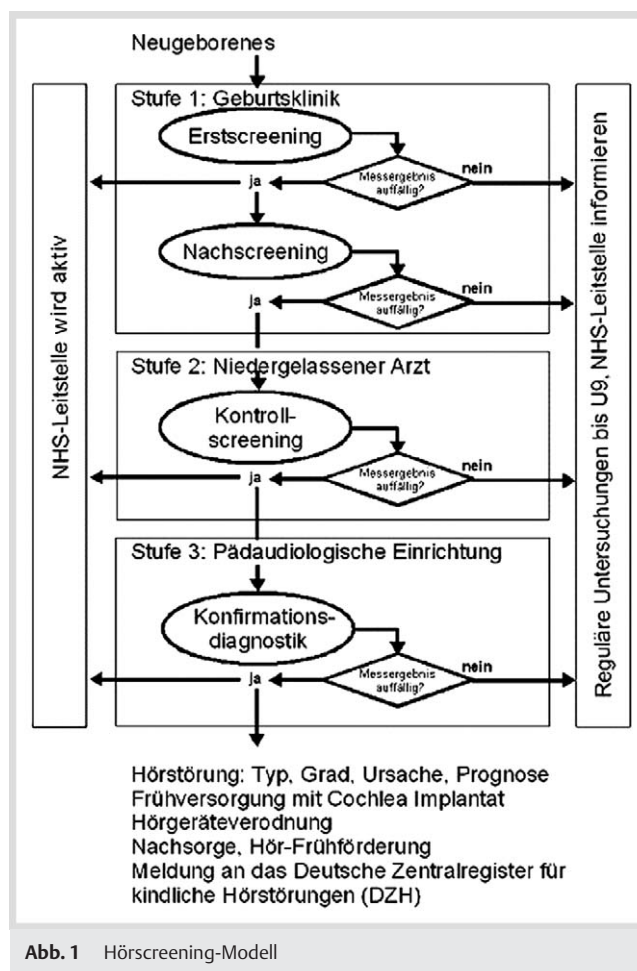 Neugeborenes
Stufe 1: Geburtsklinik
Erstscreening
Messergebnis
auffällig?
nein
ja
Nachscreening
Messergebnis
auffällig?
nein
ja
Stufe 2: Niedergelassener Arzt
Kontroll-
screening
Messergebnis
auffällig?
nein
ja
Stufe 3: Pädaudiologische Einrichtung
Konfirmations-
diagnostik
Messergebnis
auffällig?
nein
ja
NHS-Leitstelle wird aktiv
Reguläre Untersuchungen bis U9, NHS-Leitstelle informieren
Hörstörung: Typ, Grad, Ursache, Prognose
Frühversorgung mit Cochlea Implantat
Hörgeräteverodnung
Nachsorge, Hör-Frühförderung
Meldung an das Deutsche Zentralregister für
kindliche Hörstörungen (DZH)
Abb. 1 Hörscreening-Modell